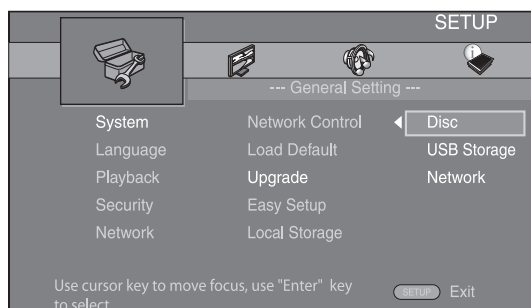 SETUP
--- General Setting ---
System Network Control Disc
Language Load Default USB Storage
Playback Upgrade Network
Security Easy Setup
Network Local Storage
Use cursor key to move focus, use "Enter" key
to select
SETUP Exit